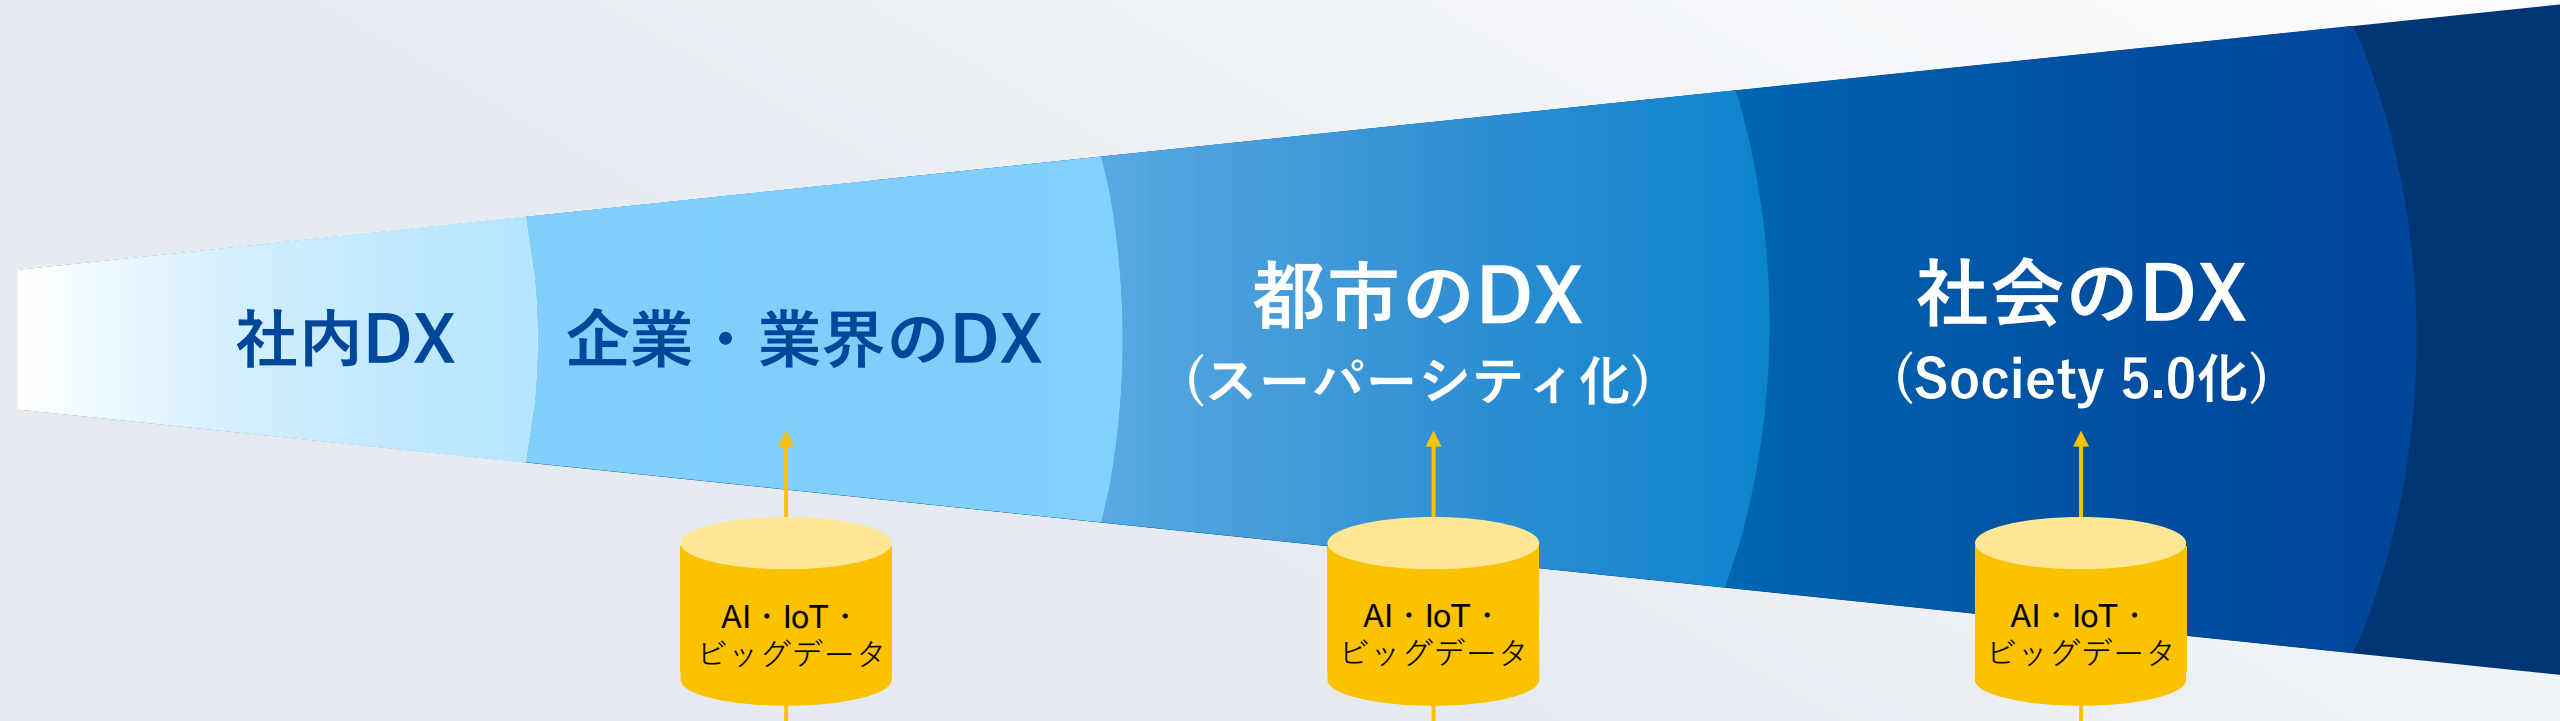 社内DX
企業・業界のDX
都市のDX
(スーパーシティ化)
社会のDX
(Society 5.0化)
AI・IoT・
ビッグデータ
AI・IoT・
ビッグデータ
AI・IoT・
ビッグデータ